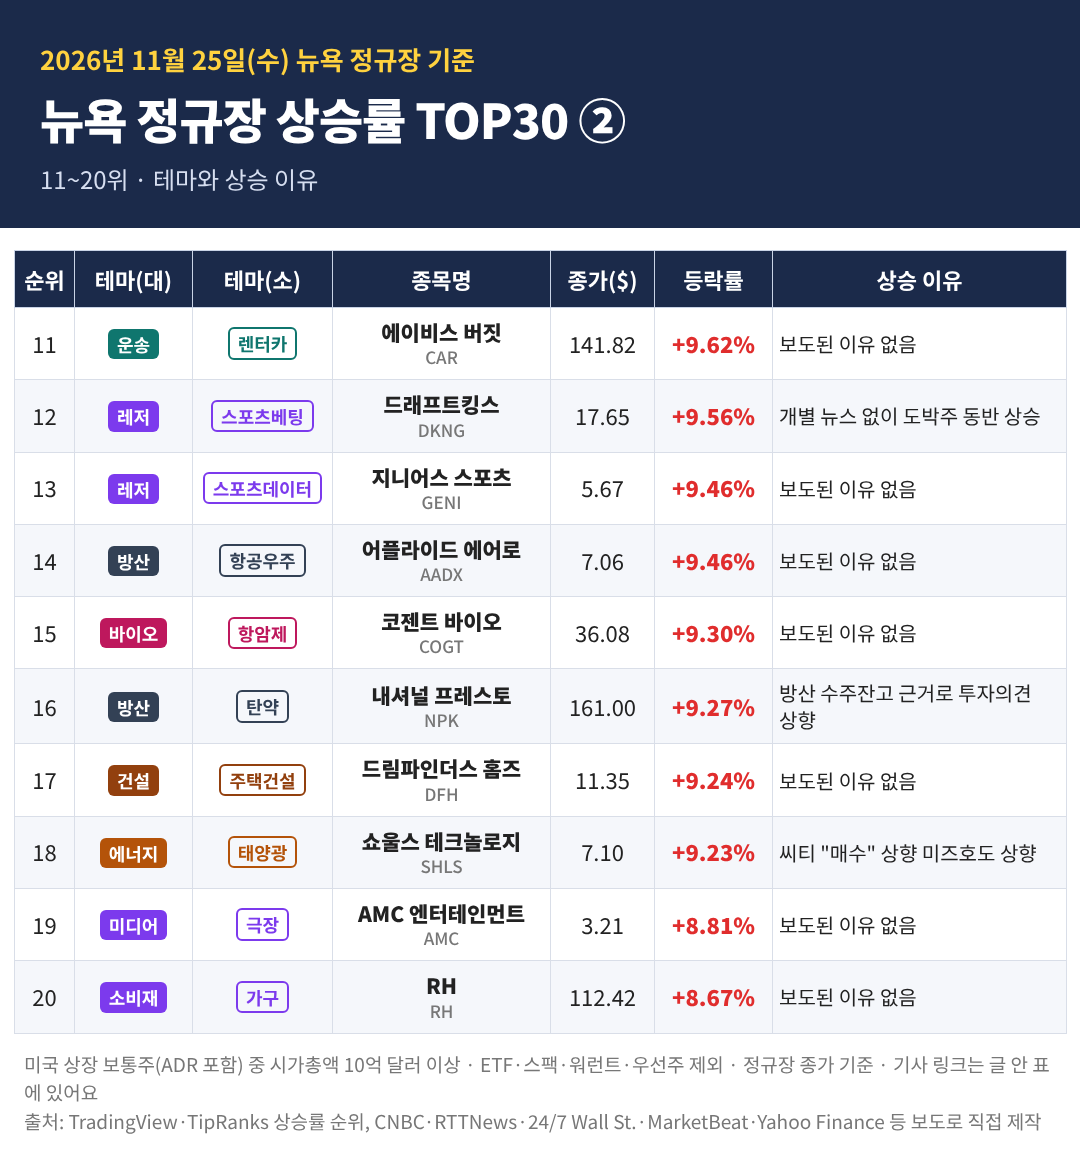 2026년 11월 25일(수) 뉴욕 정규장 기준
뉴욕 정규장 상승률 TOP30 ②
11~20위 · 테마와 상승 이유
순위 테마(대) 테마(소) 종목명 종가($) 등락률 상승 이유
11 운송 렌터카 에이비스 버짓 141.82 +9.62% 보도된 이유 없음
CAR
12 레저 스포츠베팅 드래프트킹스 17.65 +9.56% 개별 뉴스 없이 도박주 동반 상승
DKNG
13 레저 스포츠데이터 지니어스 스포츠 5.67 +9.46% 보도된 이유 없음
GENI
14 방산 항공우주 어플라이드 에어로 7.06 +9.46% 보도된 이유 없음
AADX
15 바이오 항암제 코젠트 바이오 36.08 +9.30% 보도된 이유 없음
COGT
16 방산 탄약 내셔널 프레스토 161.00 +9.27% 방산 수주잔고 근거로 투자의견
NPK 상향
17 건설 주택건설 드림파인더스 홈즈 11.35 +9.24% 보도된 이유 없음
DFH
18 에너지 태양광 쇼울스 테크놀로지 7.10 +9.23% 씨티 "매수" 상향 미즈호도 상향
SHLS
19 미디어 극장 AMC 엔터테인먼트 3.21 +8.81% 보도된 이유 없음
AMC
20 소비재 가구 RH 112.42 +8.67% 보도된 이유 없음
RH
미국 상장 보통주(ADR 포함) 중 시가총액 10억 달러 이상 · ETF·스팩·워런트·우선주 제외 · 정규장 종가 기준 · 기사 링크는 글 안 표
에 있어요
출처: TradingView·TipRanks 상승률 순위, CNBC·RTTNews·24/7 Wall St.·MarketBeat·Yahoo Finance 등 보도로 직접 제작